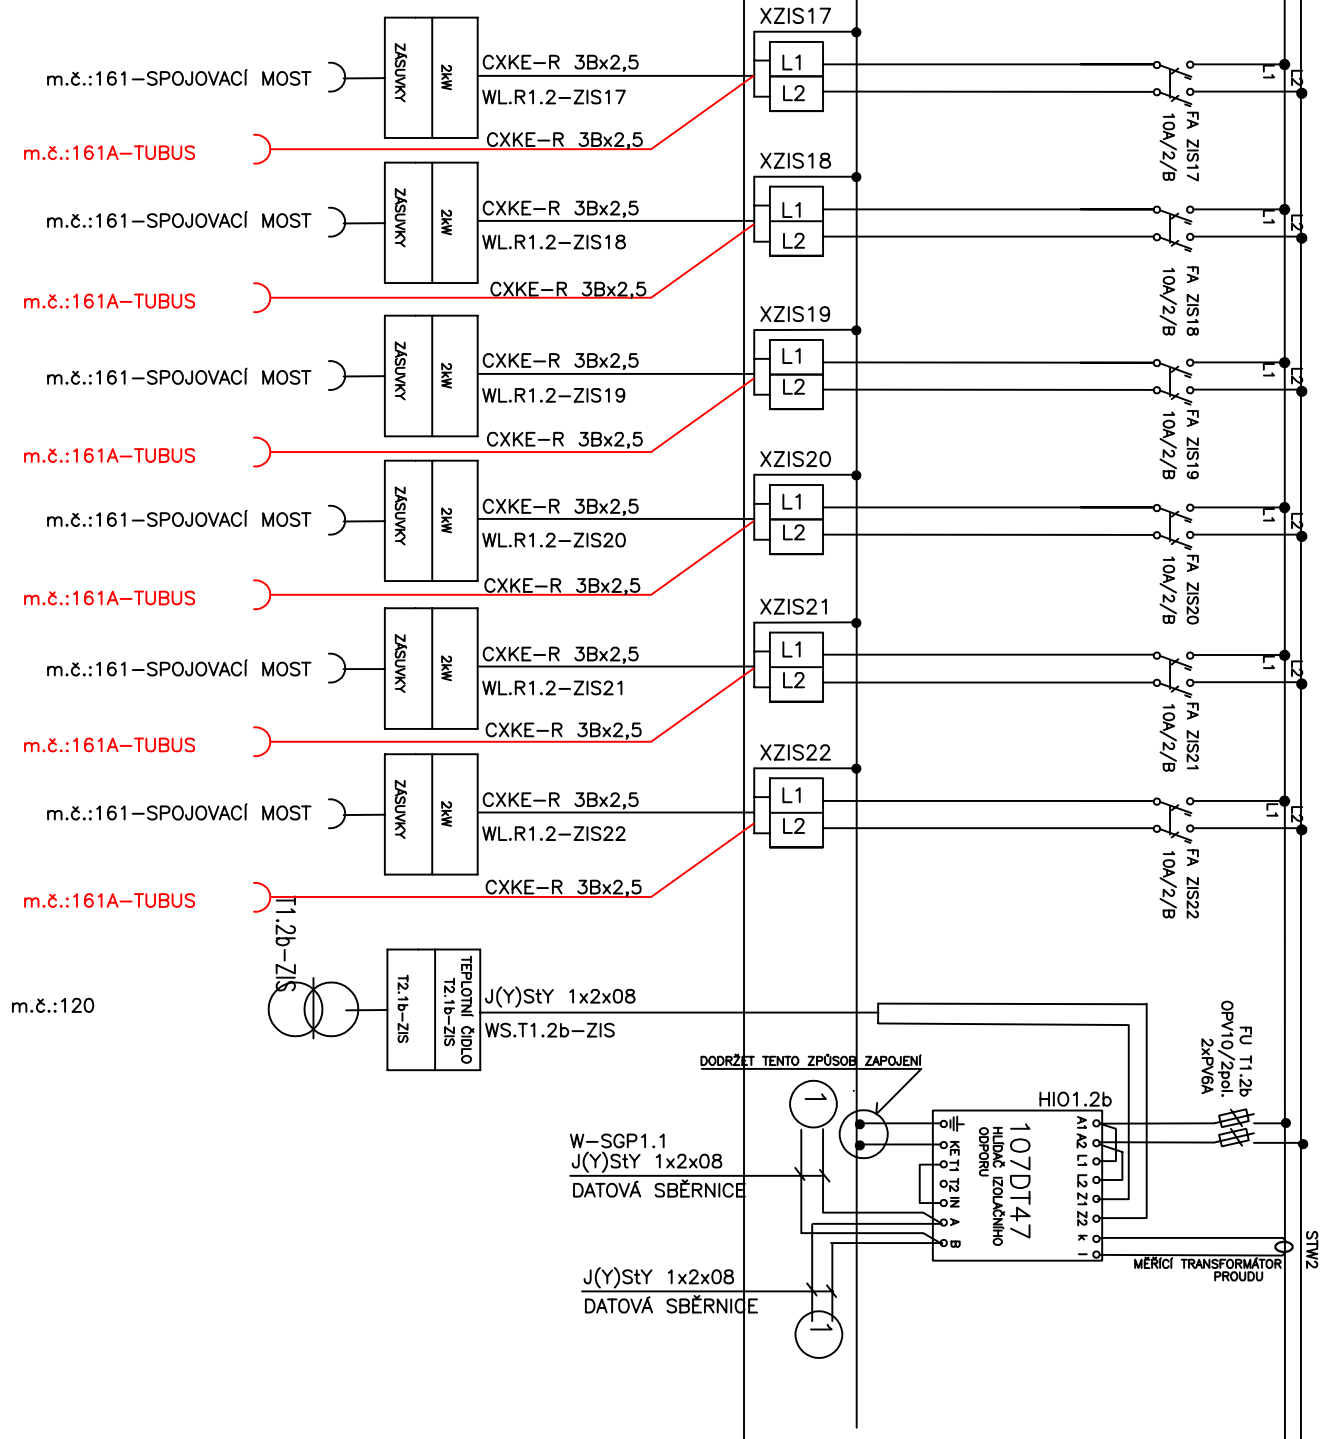 XZIS17
m.č.:161-SPOJOVACÍ MOST
ZÁSUVKY
2kW
CXKE-R 3Bx2,5
WL.R1.2-ZIS17
L1
L2
FA ZIS17
10A/2/B
L1
L2
m.č.:161A-TUBUS
CXKE-R 3Bx2,5
XZIS18
m.č.:161-SPOJOVACÍ MOST
ZÁSUVKY
2kW
CXKE-R 3Bx2,5
WL.R1.2-ZIS18
L1
L2
FA ZIS18
10A/2/B
L1
L2
m.č.:161A-TUBUS
CXKE-R 3Bx2,5
XZIS19
m.č.:161-SPOJOVACÍ MOST
ZÁSUVKY
2kW
CXKE-R 3Bx2,5
WL.R1.2-ZIS19
L1
L2
FA ZIS19
10A/2/B
L1
L2
m.č.:161A-TUBUS
CXKE-R 3Bx2,5
XZIS20
m.č.:161-SPOJOVACÍ MOST
ZÁSUVKY
2kW
CXKE-R 3Bx2,5
WL.R1.2-ZIS20
L1
L2
FA ZIS20
10A/2/B
L1
L2
m.č.:161A-TUBUS
CXKE-R 3Bx2,5
XZIS21
m.č.:161-SPOJOVACÍ MOST
ZÁSUVKY
2kW
CXKE-R 3Bx2,5
WL.R1.2-ZIS21
L1
L2
FA ZIS21
10A/2/B
L1
L2
m.č.:161A-TUBUS
CXKE-R 3Bx2,5
XZIS22
m.č.:161-SPOJOVACÍ MOST
ZÁSUVKY
2kW
CXKE-R 3Bx2,5
WL.R1.2-ZIS22
L1
L2
FA ZIS22
10A/2/B
L1
L2
m.č.:161A-TUBUS
CXKE-R 3Bx2,5
m.č.:120
T1.2b-ZIS
TEPLOTNÍ ČIDLO
T2.1b-ZIS
T2.1b-ZIS
J(Y)StY 1x2x08
WS.T1.2b-ZIS
DODRŽET TENTO ZPŮSOB ZAPOJENÍ
FU T1.2b
OPV10/2pol.
2xPV6A
HIO1.2b
107DT47
HLÍDAČ IZOLAČNÍHO
ODPORU
KE
T1
T2
IN
A
B
A1
A2
L1
L2
Z1
Z2
k
l
1
W-SGP1.1
J(Y)StY 1x2x08
DATOVÁ SBĚRNICE
J(Y)StY 1x2x08
DATOVÁ SBĚRNICE
1
MĚŘÍCÍ TRANSFORMÁTOR
PROUDU
STW2